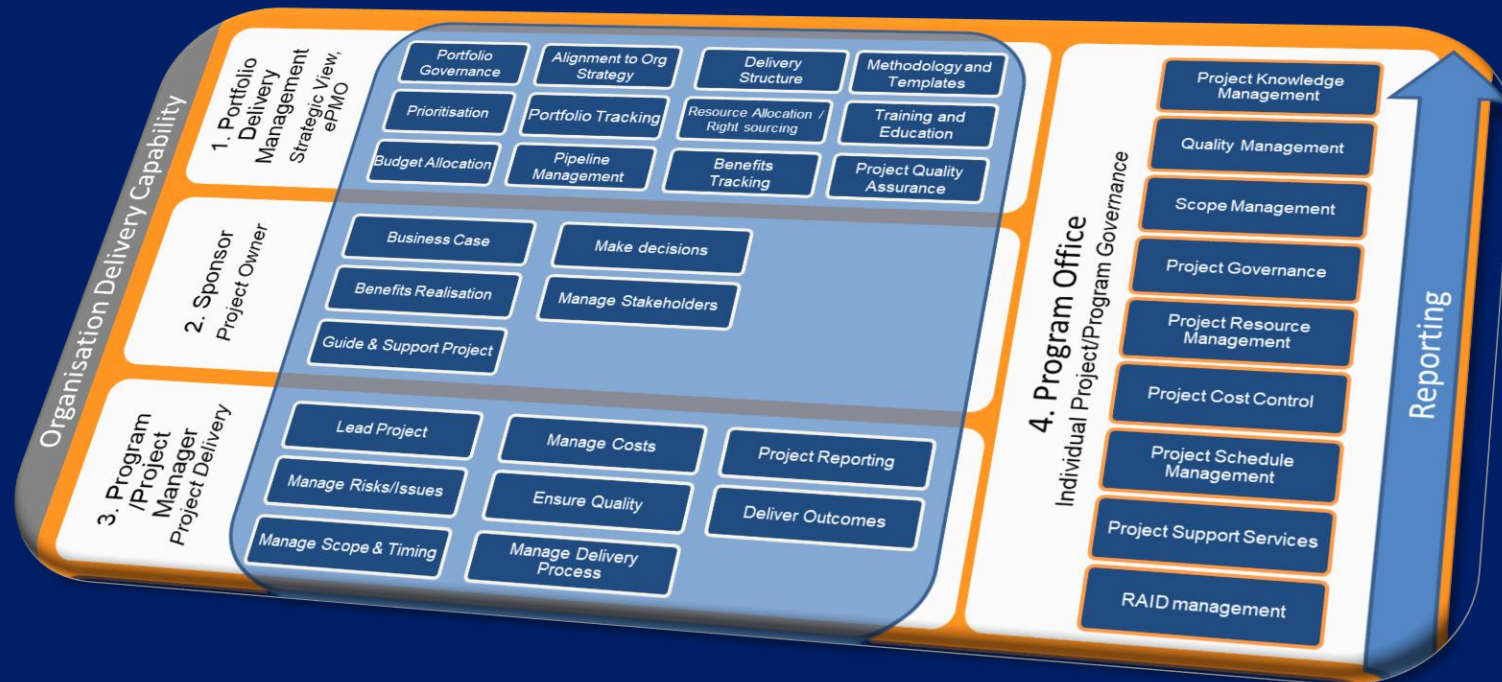 Organisation Delivery Capability
1. Portfolio
Delivery
Management
Strategic View,
ePMO
Portfolio
Governance
Alignment to Org
Strategy
Delivery
Structure
Methodology and
Templates
Prioritisation
Portfolio Tracking
Resource Allocation /
Right sourcing
Training and
Education
Budget Allocation
Pipeline
Management
Benefits
Tracking
Project Quality
Assurance
2. Sponsor
Project Owner
Business Case
Make decisions
Benefits Realisation
Manage Stakeholders
Guide & Support Project
3. Program
/Project
Manager
Project Delivery
Lead Project
Manage Costs
Project Reporting
Manage Risks/Issues
Ensure Quality
Deliver Outcomes
Manage Scope & Timing
Manage Delivery
Process
4. Program Office
Individual Project/Program Governance
Project Knowledge
Management
Quality Management
Scope Management
Project Governance
Project Resource
Management
Project Cost Control
Project Schedule
Management
Project Support Services
RAID management
Reporting